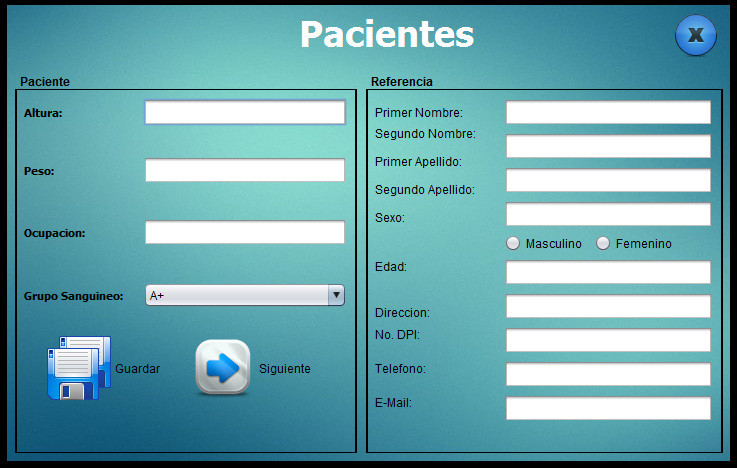 Pacientes
X
Paciente
Altura:
Peso:
Ocupacion:
Grupo Sanguineo:
A+
Guardar
Siguiente
Referencia
Primer Nombre:
Segundo Nombre:
Primer Apellido:
Segundo Apellido:
Sexo:
Masculino
Femenino
Edad:
Direccion:
No. DPI:
Telefono:
E-Mail: